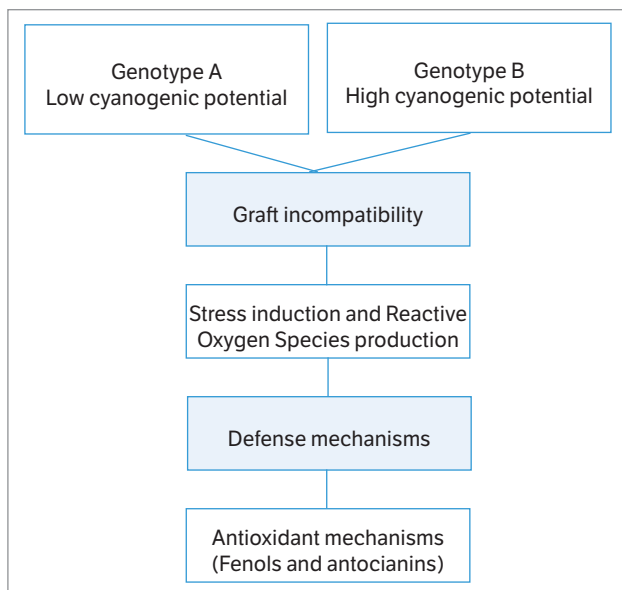 Genotype A
Low cyanogenic potential
Genotype B
High cyanogenic potential
Graft incompatibility
Stress induction and Reactive
Oxygen Species production
Defense mechanisms
Antioxidant mechanisms
(Fenols and antocianins)